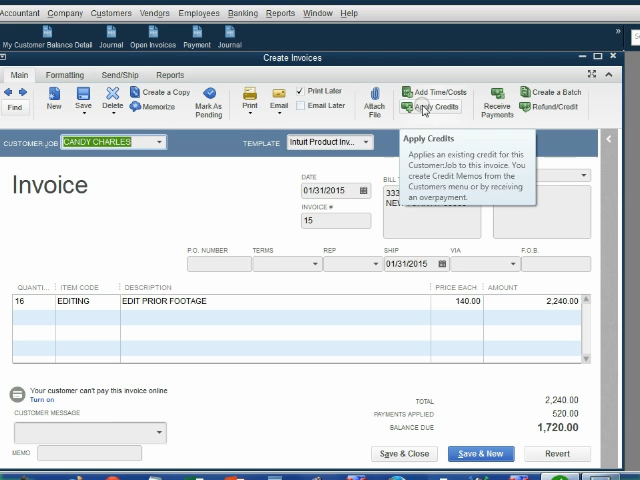 Accountant Company Customers Vendors Employees Banking Reports Window Help
My Customer Balance Detail Journal Open Invoices Payment Journal
Create Invoices
Main Formatting Send/Ship Reports
Find New Save Delete Create a Copy Memorize Mark As Pending Print Email Print Later Email Later Attach File Add Time/Costs Apply Credits Receive Payments Create a Batch Refund/Credit
CUSTOMER:JOB CANDY CHARLES TEMPLATE Intuit Product Inv...
Apply Credits
Applies an existing credit for this
Customer:Job to this invoice. You
create Credit Memos from the
Customers menu or by receiving
an overpayment.
Invoice
DATE
01/31/2015
INVOICE #
15
BILL T
333
P.O. NUMBER TERMS REP SHIP VIA F.O.B.
01/31/2015
QUANTI... ITEM CODE DESCRIPTION PRICE EACH AMOUNT
16 EDITING EDIT PRIOR FOOTAGE 140.00 2,240.00
Your customer can't pay this invoice online
Turn on
CUSTOMER MESSAGE
MEMO
TOTAL 2,240.00
PAYMENTS APPLIED 520.00
BALANCE DUE 1,720.00
Save & Close Save & New Revert